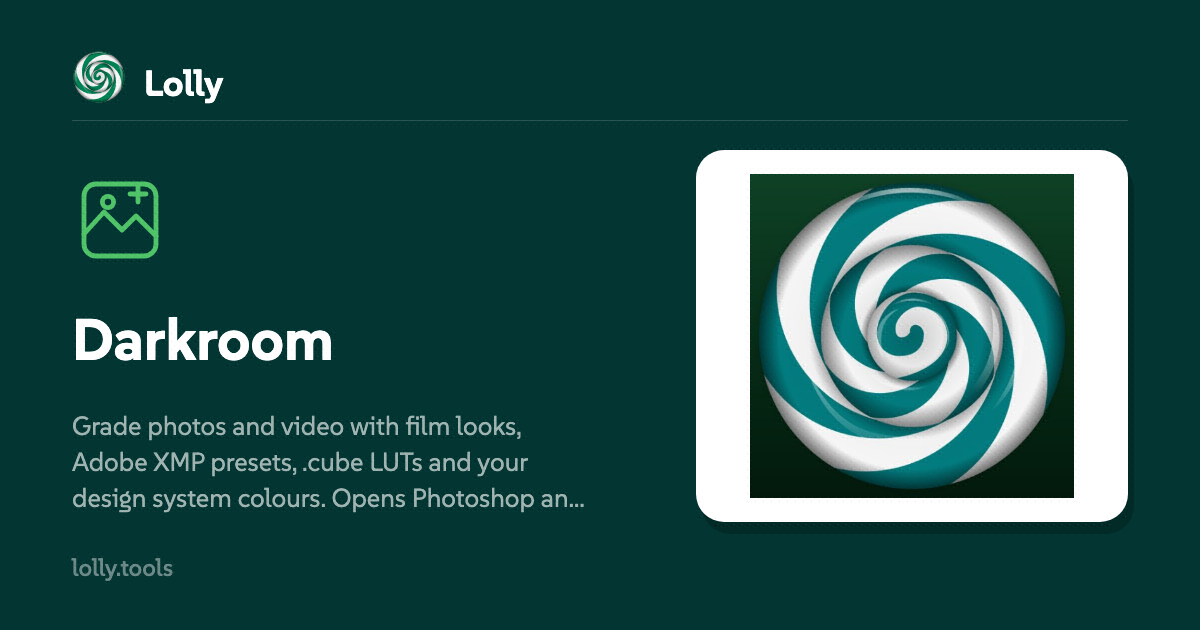 Lolly
Darkroom
Grade photos and video with film looks,
Adobe XMP presets, .cube LUTs and your
design system colours. Opens Photoshop an...
lolly.tools